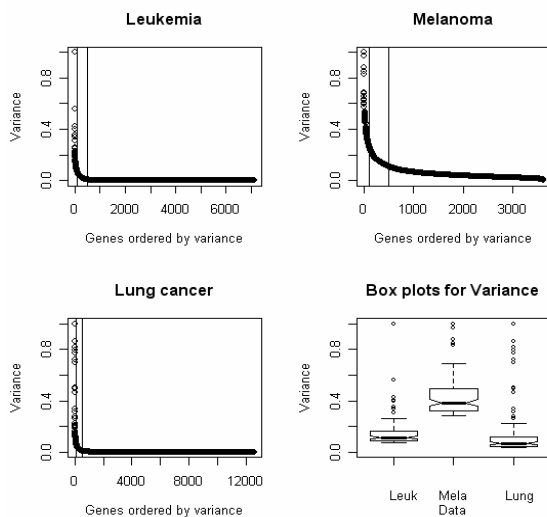 Leukemia
Variance
0.0 0.4 0.8
0 2000 4000 6000
Genes ordered by variance
Melanoma
Variance
0.0 0.4 0.8
0 1000 2000 3000
Genes ordered by variance
Lung cancer
Variance
0.0 0.4 0.8
0 4000 8000 12000
Genes ordered by variance
Box plots for Variance
Variance
0.0 0.4 0.8
Leuk Mela Lung
Data